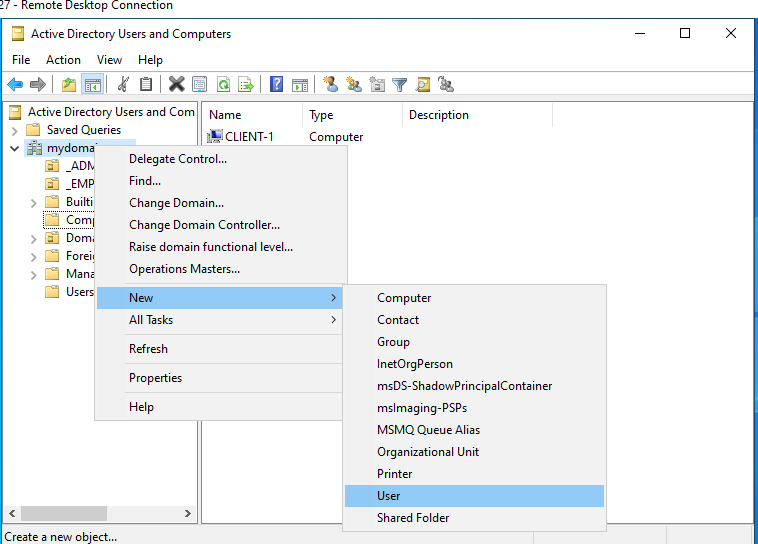 27 - Remote Desktop Connection
Active Directory Users and Computers
File Action View Help
Active Directory Users and Com
Saved Queries
mydomai
_ADM
_EMP
Builti
Comp
Doma
Foreig
Mana
Users
Name Type Description
CLIENT-1 Computer
Delegate Control...
Find...
Change Domain...
Change Domain Controller...
Raise domain functional level...
Operations Masters...
New
All Tasks
Refresh
Properties
Help
Computer
Contact
Group
InetOrgPerson
msDS-ShadowPrincipalContainer
msImaging-PSPs
MSMQ Queue Alias
Organizational Unit
Printer
User
Shared Folder
Create a new object...